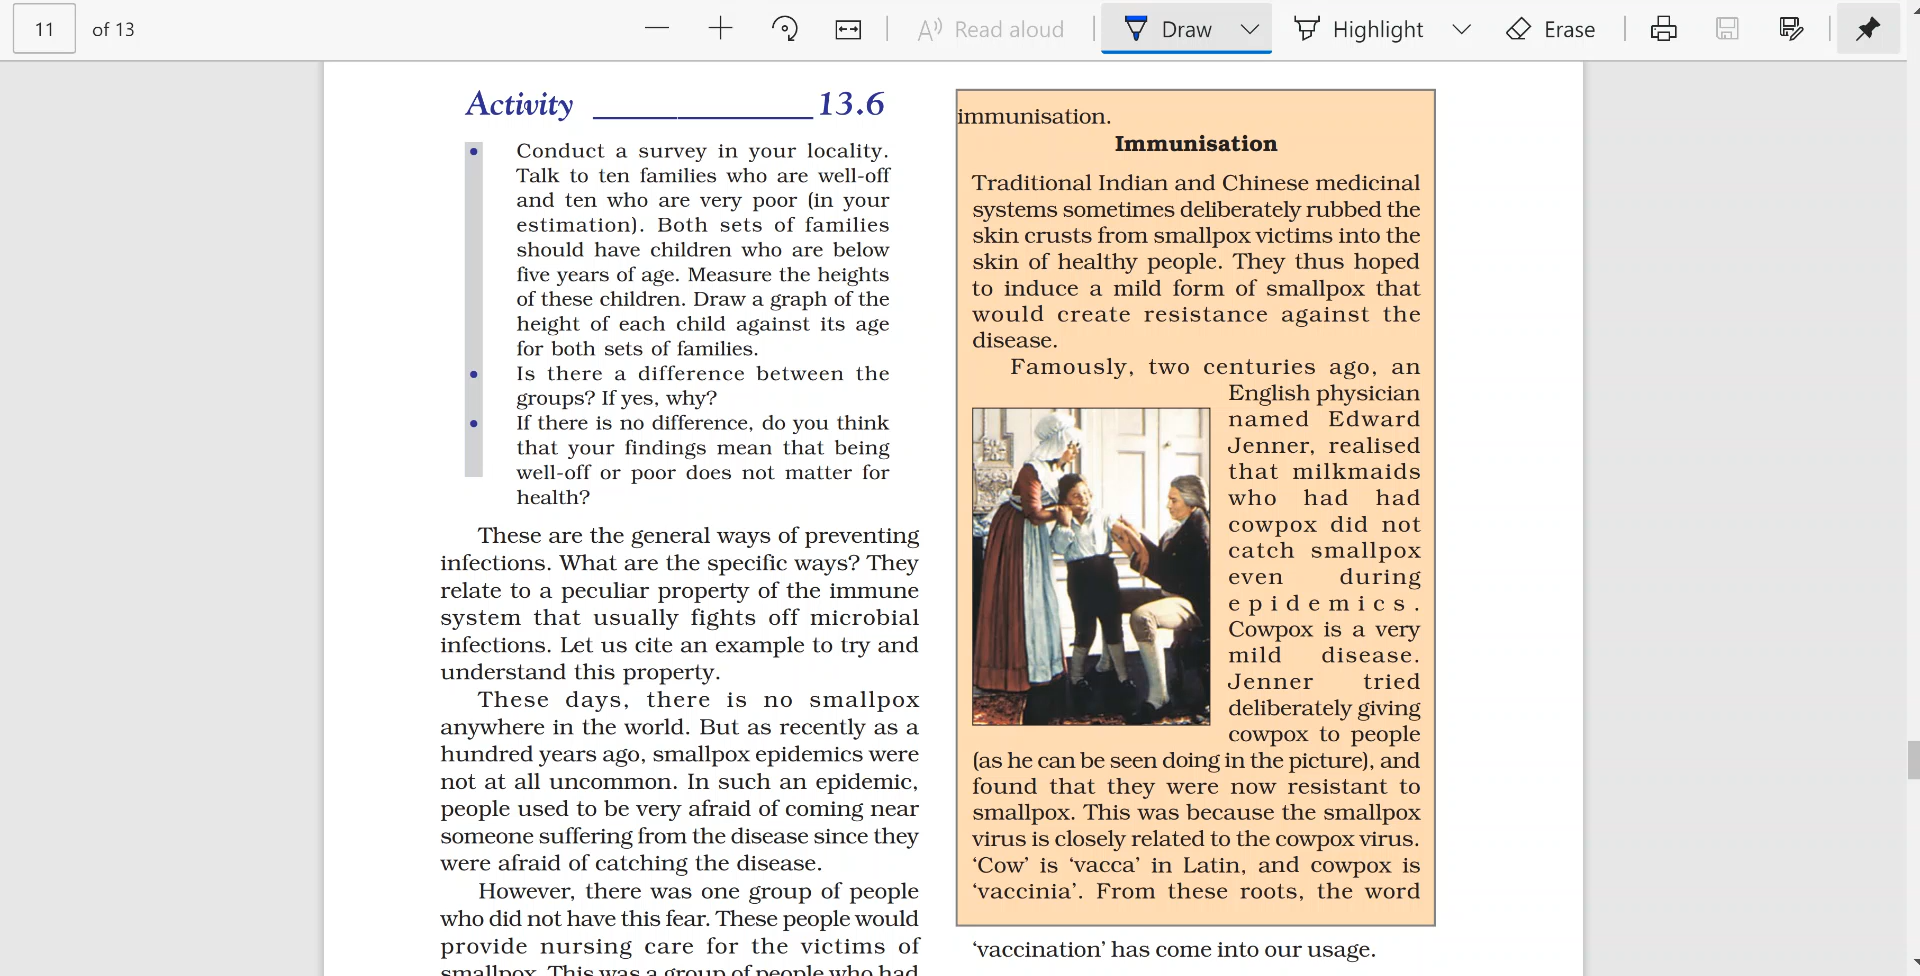 11 of 13 Read aloud Draw Highlight Erase
Activity 13.6
• Conduct a survey in your locality.
Talk to ten families who are well-off
and ten who are very poor (in your
estimation). Both sets of families
should have children who are below
five years of age. Measure the heights
of these children. Draw a graph of the
height of each child against its age
for both sets of families.
• Is there a difference between the
groups? If yes, why?
• If there is no difference, do you think
that your findings mean that being
well-off or poor does not matter for
health?
These are the general ways of preventing
infections. What are the specific ways? They
relate to a peculiar property of the immune
system that usually fights off microbial
infections. Let us cite an example to try and
understand this property.
These days, there is no smallpox
anywhere in the world. But as recently as a
hundred years ago, smallpox epidemics were
not at all uncommon. In such an epidemic,
people used to be very afraid of coming near
someone suffering from the disease since they
were afraid of catching the disease.
However, there was one group of people
who did not have this fear. These people would
provide nursing care for the victims of
smallpox. This was a group of people who had
immunisation.
Immunisation
Traditional Indian and Chinese medicinal
systems sometimes deliberately rubbed the
skin crusts from smallpox victims into the
skin of healthy people. They thus hoped
to induce a mild form of smallpox that
would create resistance against the
disease.
Famously, two centuries ago, an
English physician
named Edward
Jenner, realised
that milkmaids
who had had
cowpox did not
catch smallpox
even during
epidemics.
Cowpox is a very
mild disease.
Jenner tried
deliberately giving
cowpox to people
(as he can be seen doing in the picture), and
found that they were now resistant to
smallpox. This was because the smallpox
virus is closely related to the cowpox virus.
‘Cow’ is ‘vacca’ in Latin, and cowpox is
‘vaccinia’. From these roots, the word
‘vaccination’ has come into our usage.